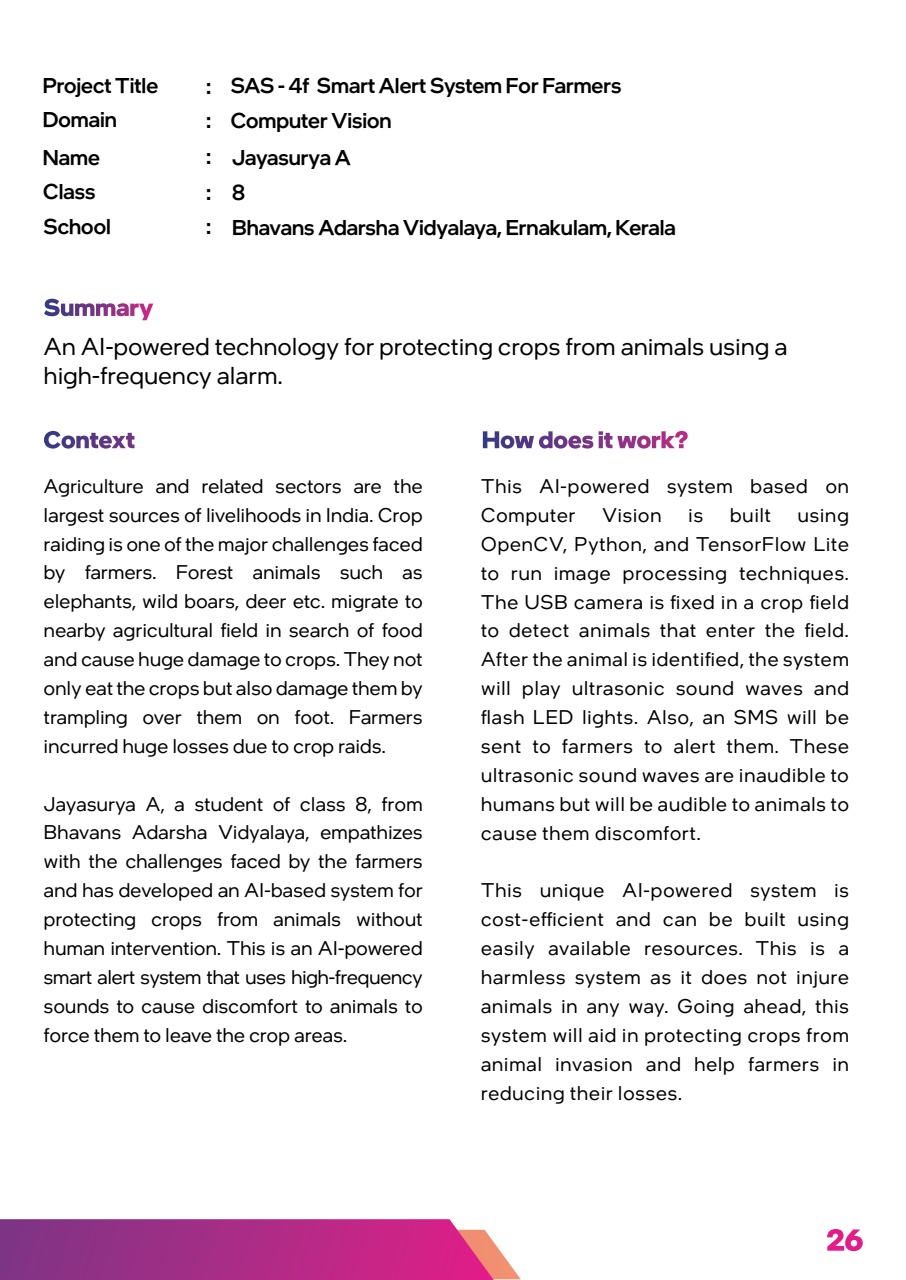 Project Title : SAS - 4f Smart Alert System For Farmers
Domain : Computer Vision
Name : Jayasurya A
Class : 8
School : Bhavans Adarsha Vidyalaya, Ernakulam, Kerala
Summary
An AI-powered technology for protecting crops from animals using a
high-frequency alarm.
Context
Agriculture and related sectors are the
largest sources of livelihoods in India. Crop
raiding is one of the major challenges faced
by farmers. Forest animals such as
elephants, wild boars, deer etc. migrate to
nearby agricultural field in search of food
and cause huge damage to crops. They not
only eat the crops but also damage them by
trampling over them on foot. Farmers
incurred huge losses due to crop raids.
Jayasurya A, a student of class 8, from
Bhavans Adarsha Vidyalaya, empathizes
with the challenges faced by the farmers
and has developed an AI-based system for
protecting crops from animals without
human intervention. This is an AI-powered
smart alert system that uses high-frequency
sounds to cause discomfort to animals to
force them to leave the crop areas.
How does it work?
This AI-powered system based on
Computer Vision is built using
OpenCV, Python, and TensorFlow Lite
to run image processing techniques.
The USB camera is fixed in a crop field
to detect animals that enter the field.
After the animal is identified, the system
will play ultrasonic sound waves and
flash LED lights. Also, an SMS will be
sent to farmers to alert them. These
ultrasonic sound waves are inaudible to
humans but will be audible to animals to
cause them discomfort.
This unique AI-powered system is
cost-efficient and can be built using
easily available resources. This is a
harmless system as it does not injure
animals in any way. Going ahead, this
system will aid in protecting crops from
animal invasion and help farmers in
reducing their losses.
26